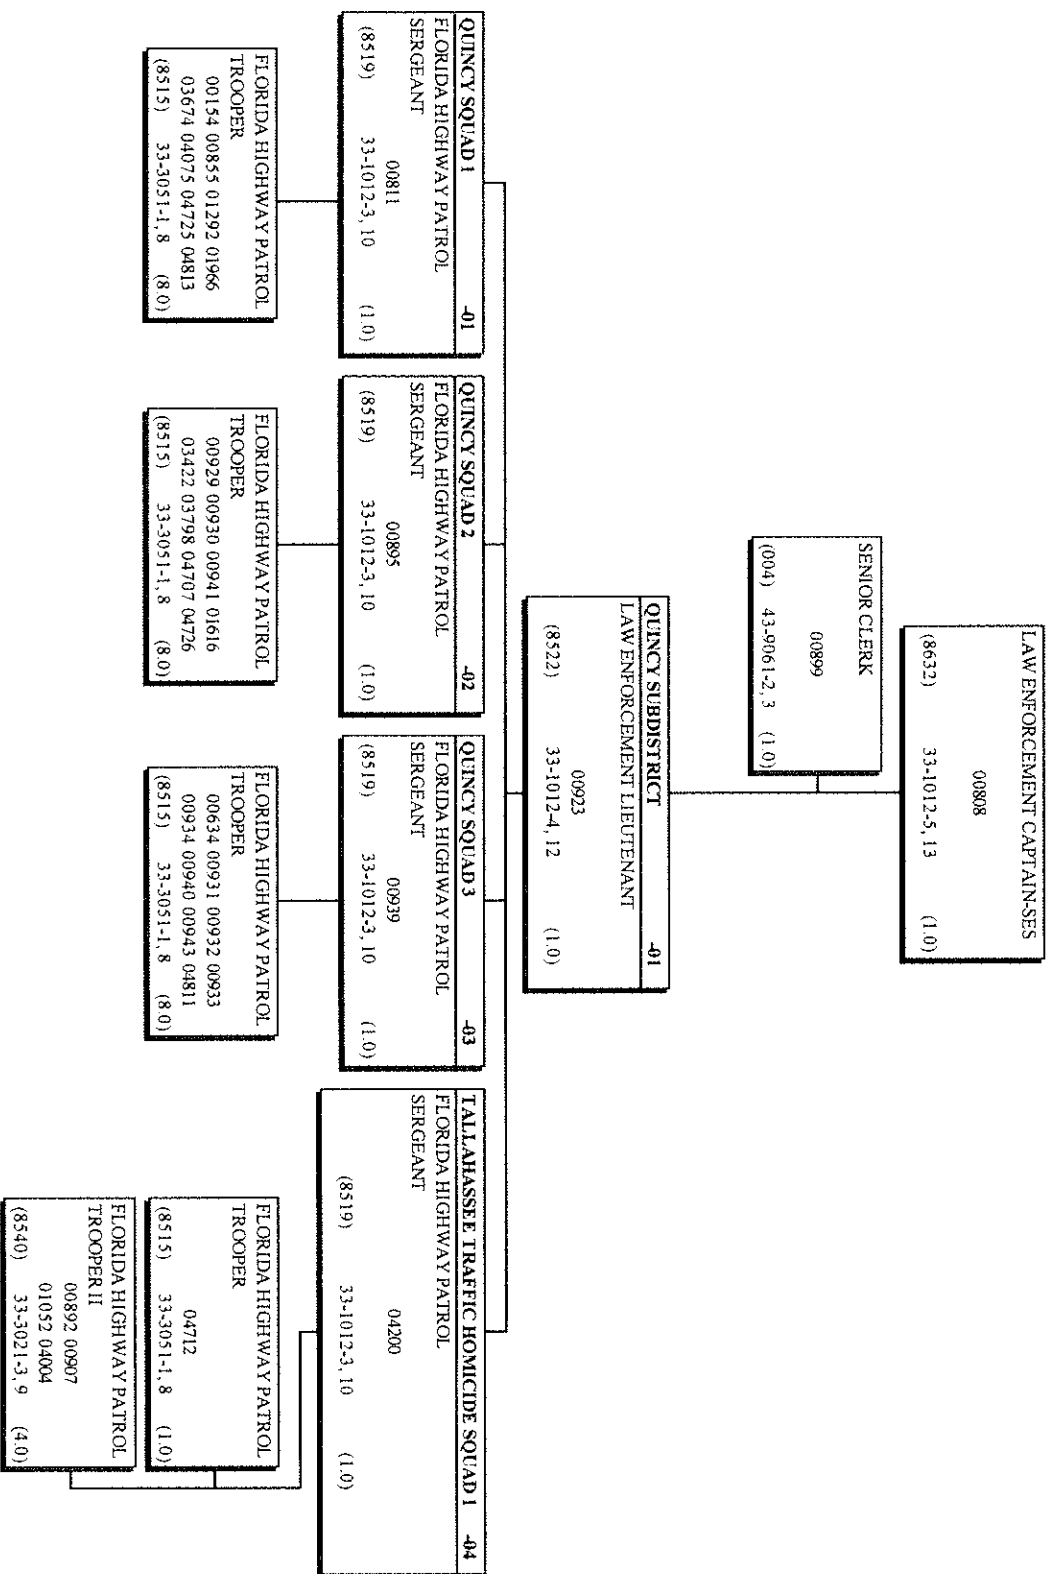 LAW ENFORCEMENT CAPTAIN-SES
00808
(8632) 33-1012-5, 13 (1.0)
SENIOR CLERK
00899
(004) 43-9061-2, 3 (1.0)
QUINCY SUBDISTRICT -01
LAW ENFORCEMENT LIEUTENANT
00923
(8522) 33-1012-4, 12 (1.0)
QUINCY SQUAD 1 -01
FLORIDA HIGHWAY PATROL
SERGEANT
00811
(8519) 33-1012-3, 10 (1.0)
FLORIDA HIGHWAY PATROL
TROOPER
00154 00855 01292 01966
03674 04075 04725 04813
(8515) 33-3051-1, 8 (8.0)
QUINCY SQUAD 2 -02
FLORIDA HIGHWAY PATROL
SERGEANT
00895
(8519) 33-1012-3, 10 (1.0)
FLORIDA HIGHWAY PATROL
TROOPER
00929 00930 00941 01616
03422 03798 04707 04726
(8515) 33-3051-1, 8 (8.0)
QUINCY SQUAD 3 -03
FLORIDA HIGHWAY PATROL
SERGEANT
00939
(8519) 33-1012-3, 10 (1.0)
FLORIDA HIGHWAY PATROL
TROOPER
00634 00931 00932 00933
00934 00940 00943 04811
(8515) 33-3051-1, 8 (8.0)
TALLAHASSEE TRAFFIC HOMICIDE SQUAD 1 -04
FLORIDA HIGHWAY PATROL
SERGEANT
04200
(8519) 33-1012-3, 10 (1.0)
FLORIDA HIGHWAY PATROL
TROOPER
04712
(8515) 33-3051-1, 8 (1.0)
FLORIDA HIGHWAY PATROL
TROOPER II
00892 00907
01052 04004
(8540) 33-3021-3, 9 (4.0)